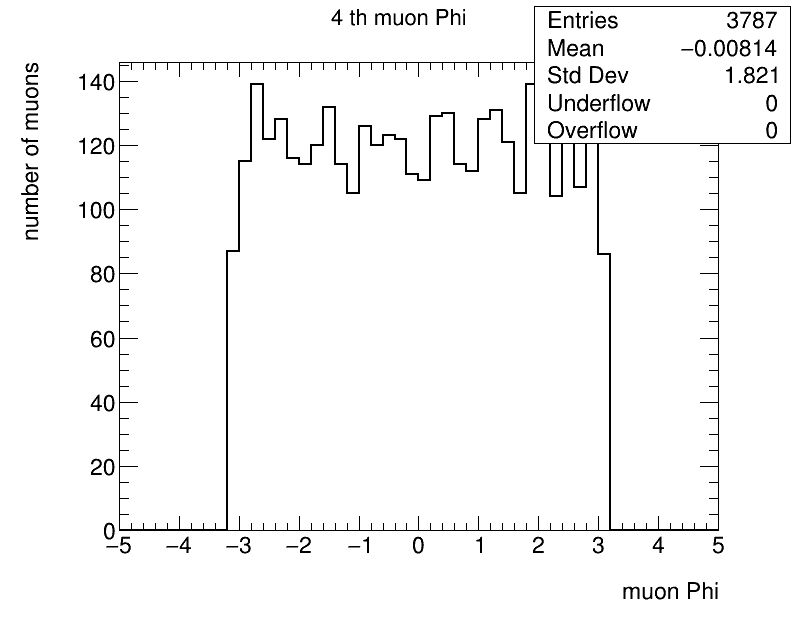 4 th muon Phi
Entries 3787
Mean −0.00814
Std Dev 1.821
Underflow 0
Overflow 0
number of muons
140
120
100
80
60
40
20
0
−5 −4 −3 −2 −1 0 1 2 3 4 5
muon Phi